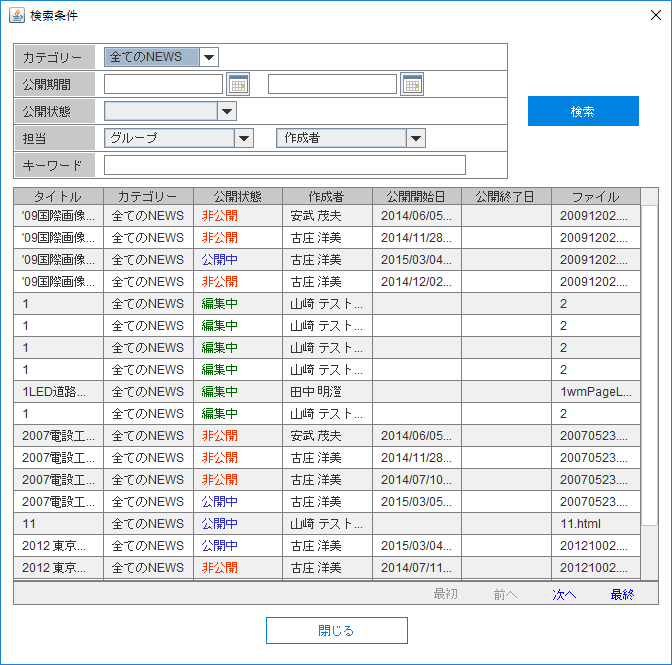 検索条件
カテゴリー 全てのNEWS
公開期間
公開状態
担当 グループ 作成者
キーワード
検索
タイトル カテゴリー 公開状態 作成者 公開開始日 公開終了日 ファイル
'09国際画像... 全てのNEWS 非公開 安武 茂夫 2014/06/05... 20091202....
'09国際画像... 全てのNEWS 非公開 古庄 洋美 2014/11/28... 20091202....
'09国際画像... 全てのNEWS 公開中 古庄 洋美 2015/03/04... 20091202....
'09国際画像... 全てのNEWS 非公開 古庄 洋美 2014/12/02... 20091202....
1 全てのNEWS 編集中 山崎 テスト... 2
1 全てのNEWS 編集中 山崎 テスト... 2
1 全てのNEWS 編集中 山崎 テスト... 2
1 全てのNEWS 編集中 山崎 テスト... 2
1LED道路... 全てのNEWS 編集中 田中 明澄 1wmPageL...
1 全てのNEWS 編集中 山崎 テスト... 2
2007電設工... 全てのNEWS 非公開 安武 茂夫 2014/06/05... 20070523....
2007電設工... 全てのNEWS 非公開 古庄 洋美 2014/11/28... 20070523....
2007電設工... 全てのNEWS 非公開 古庄 洋美 2014/07/10... 20070523....
2007電設工... 全てのNEWS 公開中 古庄 洋美 2015/03/05... 20070523....
11 全てのNEWS 公開中 山崎 テスト... 11.html
2012 東京... 全てのNEWS 公開中 古庄 洋美 2015/03/04... 20121002....
2012 東京... 全てのNEWS 非公開 古庄 洋美 2014/07/11... 20121002....
最初 前へ 次へ 最終
閉じる